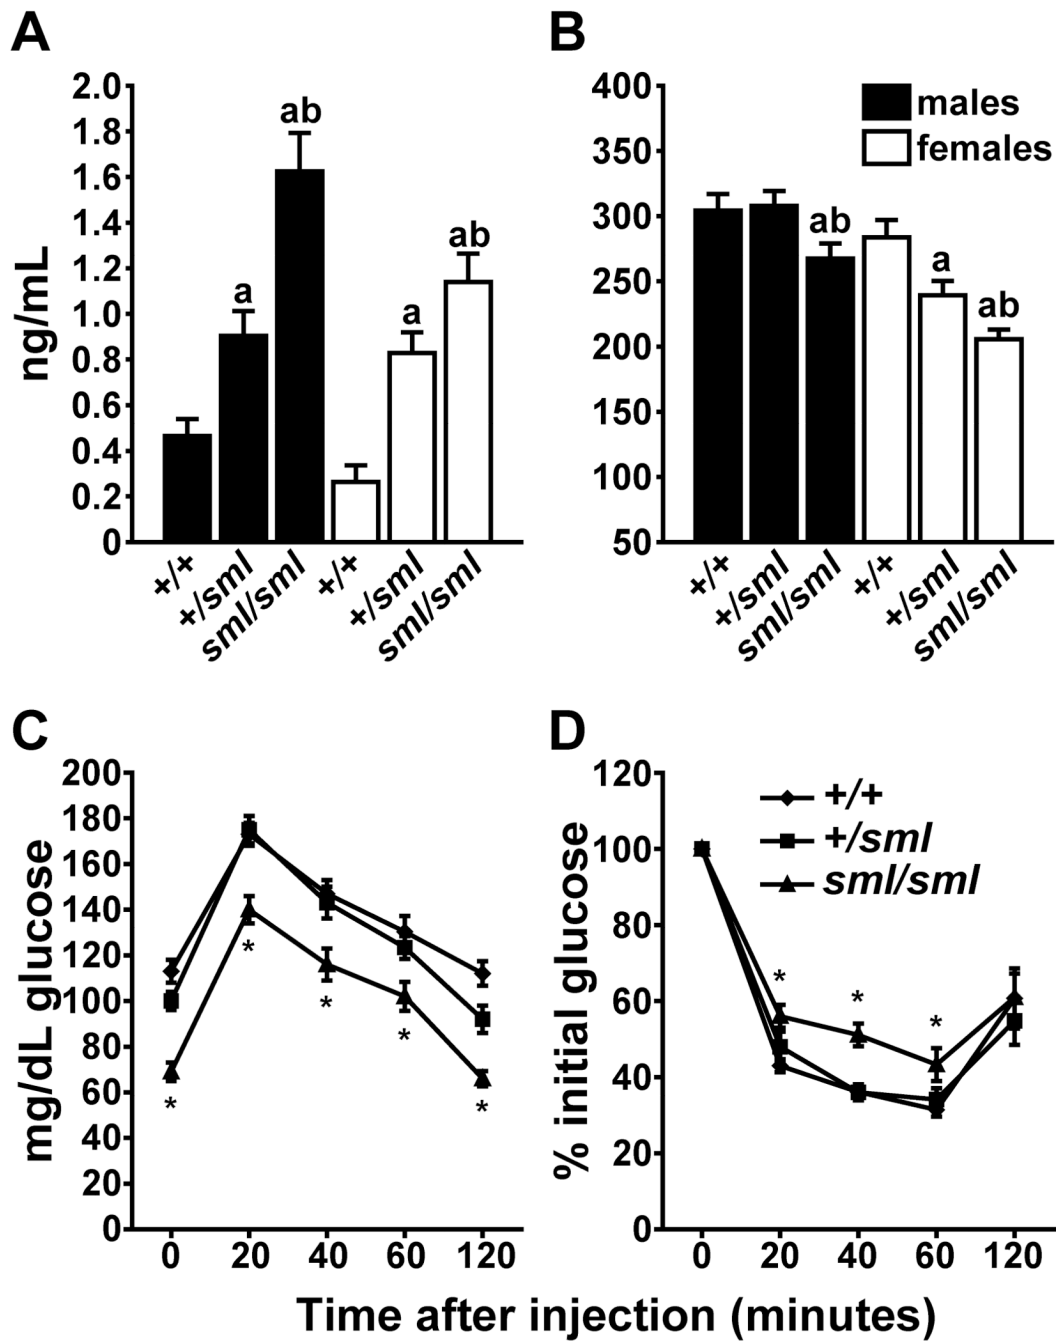 A
2.0
1.8
1.6
1.4
1.2
1.0
0.8
0.6
0.4
0.2
0
ng/mL
a
ab
a
ab
+/+
+/sml
sml/sml
+/+
+/sml
sml/sml
B
400
350
300
250
200
150
100
50
males
females
ab
a
ab
+/+
+/sml
sml/sml
+/+
+/sml
sml/sml
C
200
180
160
140
120
100
80
60
40
20
0
mg/dL glucose
*
*
*
*
*
0 20 40 60 120
D
120
100
80
60
40
20
0
% initial glucose
+/+
+/sml
sml/sml
*
*
*
0 20 40 60 120
Time after injection (minutes)